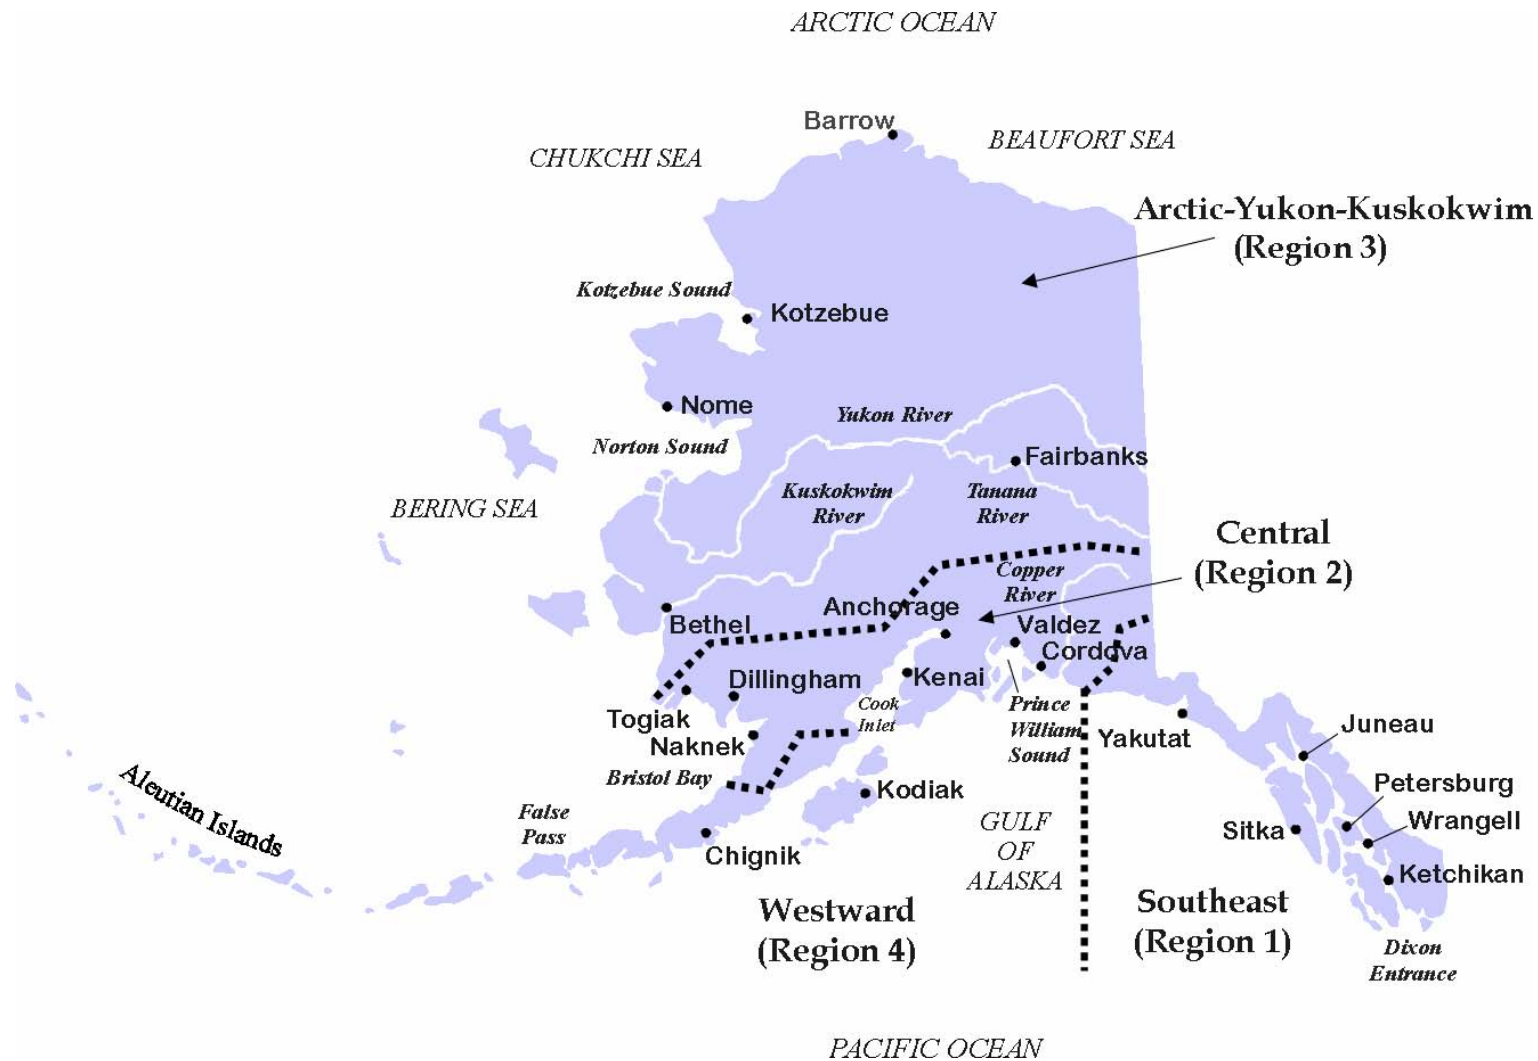 ARCTIC OCEAN
Barrow
BEAUFORT SEA
CHUKCHI SEA
Arctic-Yukon-Kuskokwim
(Region 3)
Kotzebue Sound
Kotzebue
Nome
Yukon River
Norton Sound
Fairbanks
Kuskokwim
River
Tanana
River
BERING SEA
Central
(Region 2)
Copper
River
Anchorage
Bethel
Valdez
Cordova
Dillingham
Kenai
Togiak
Cook
Inlet
Prince
William
Sound
Naknek
Yakutat
Juneau
Bristol Bay
Aleutian Islands
Kodiak
Petersburg
False
Pass
GULF
OF
ALASKA
Sitka
Wrangell
Chignik
Ketchikan
Westward
(Region 4)
Southeast
(Region 1)
Dixon
Entrance
PACIFIC OCEAN